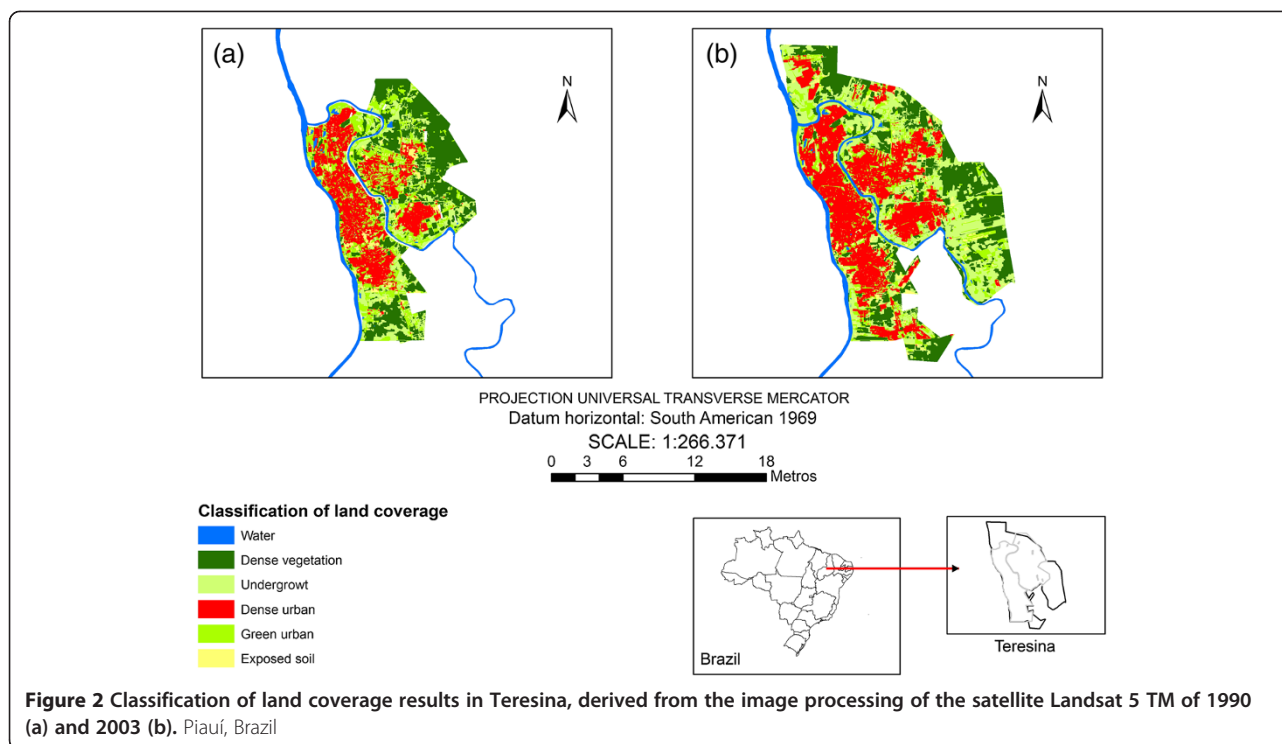 (a)
N
(b)
N
PROJECTION UNIVERSAL TRANSVERSE MERCATOR
Datum horizontal: South American 1969
SCALE: 1:266.371
0 3 6 12 18
Metros
Classification of land coverage
Water
Dense vegetation
Undergrowt
Dense urban
Green urban
Exposed soil
Brazil
Teresina
Figure 2 Classification of land coverage results in Teresina, derived from the image processing of the satellite Landsat 5 TM of 1990
(a) and 2003 (b). Piauí, Brazil